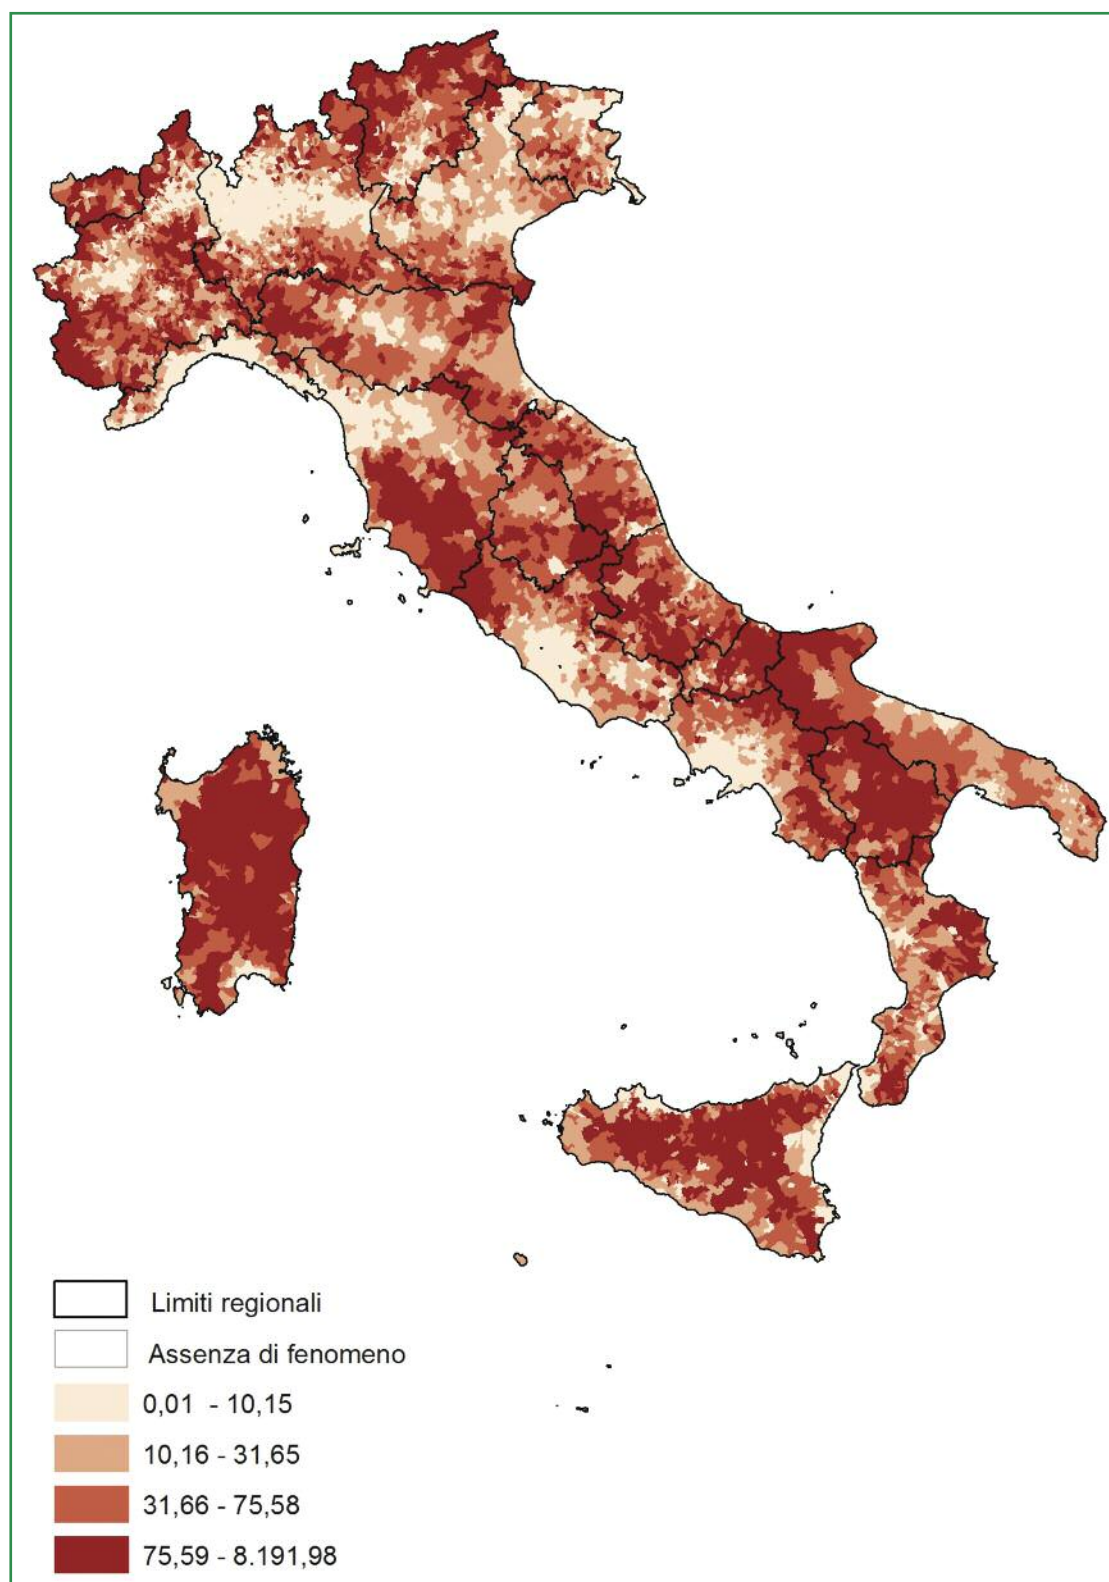 Limiti regionali
Assenza di fenomeno
0,01 - 10,15
10,16 - 31,65
31,66 - 75,58
75,59 - 8.191,98